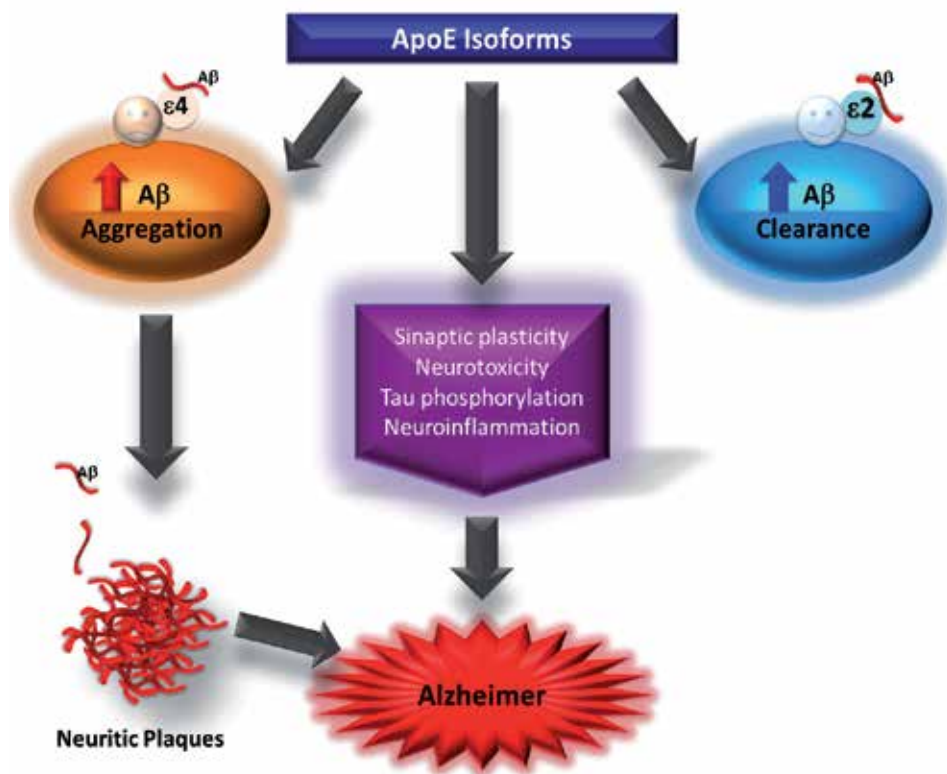 ApoE Isoforms
Aβ
ε4
Aβ
Aggregation
Aβ
ε2
Aβ
Clearance
Sinaptic plasticity
Neurotoxicity
Tau phosphorylation
Neuroinflammation
Aβ
Neuritic Plaques
Alzheimer